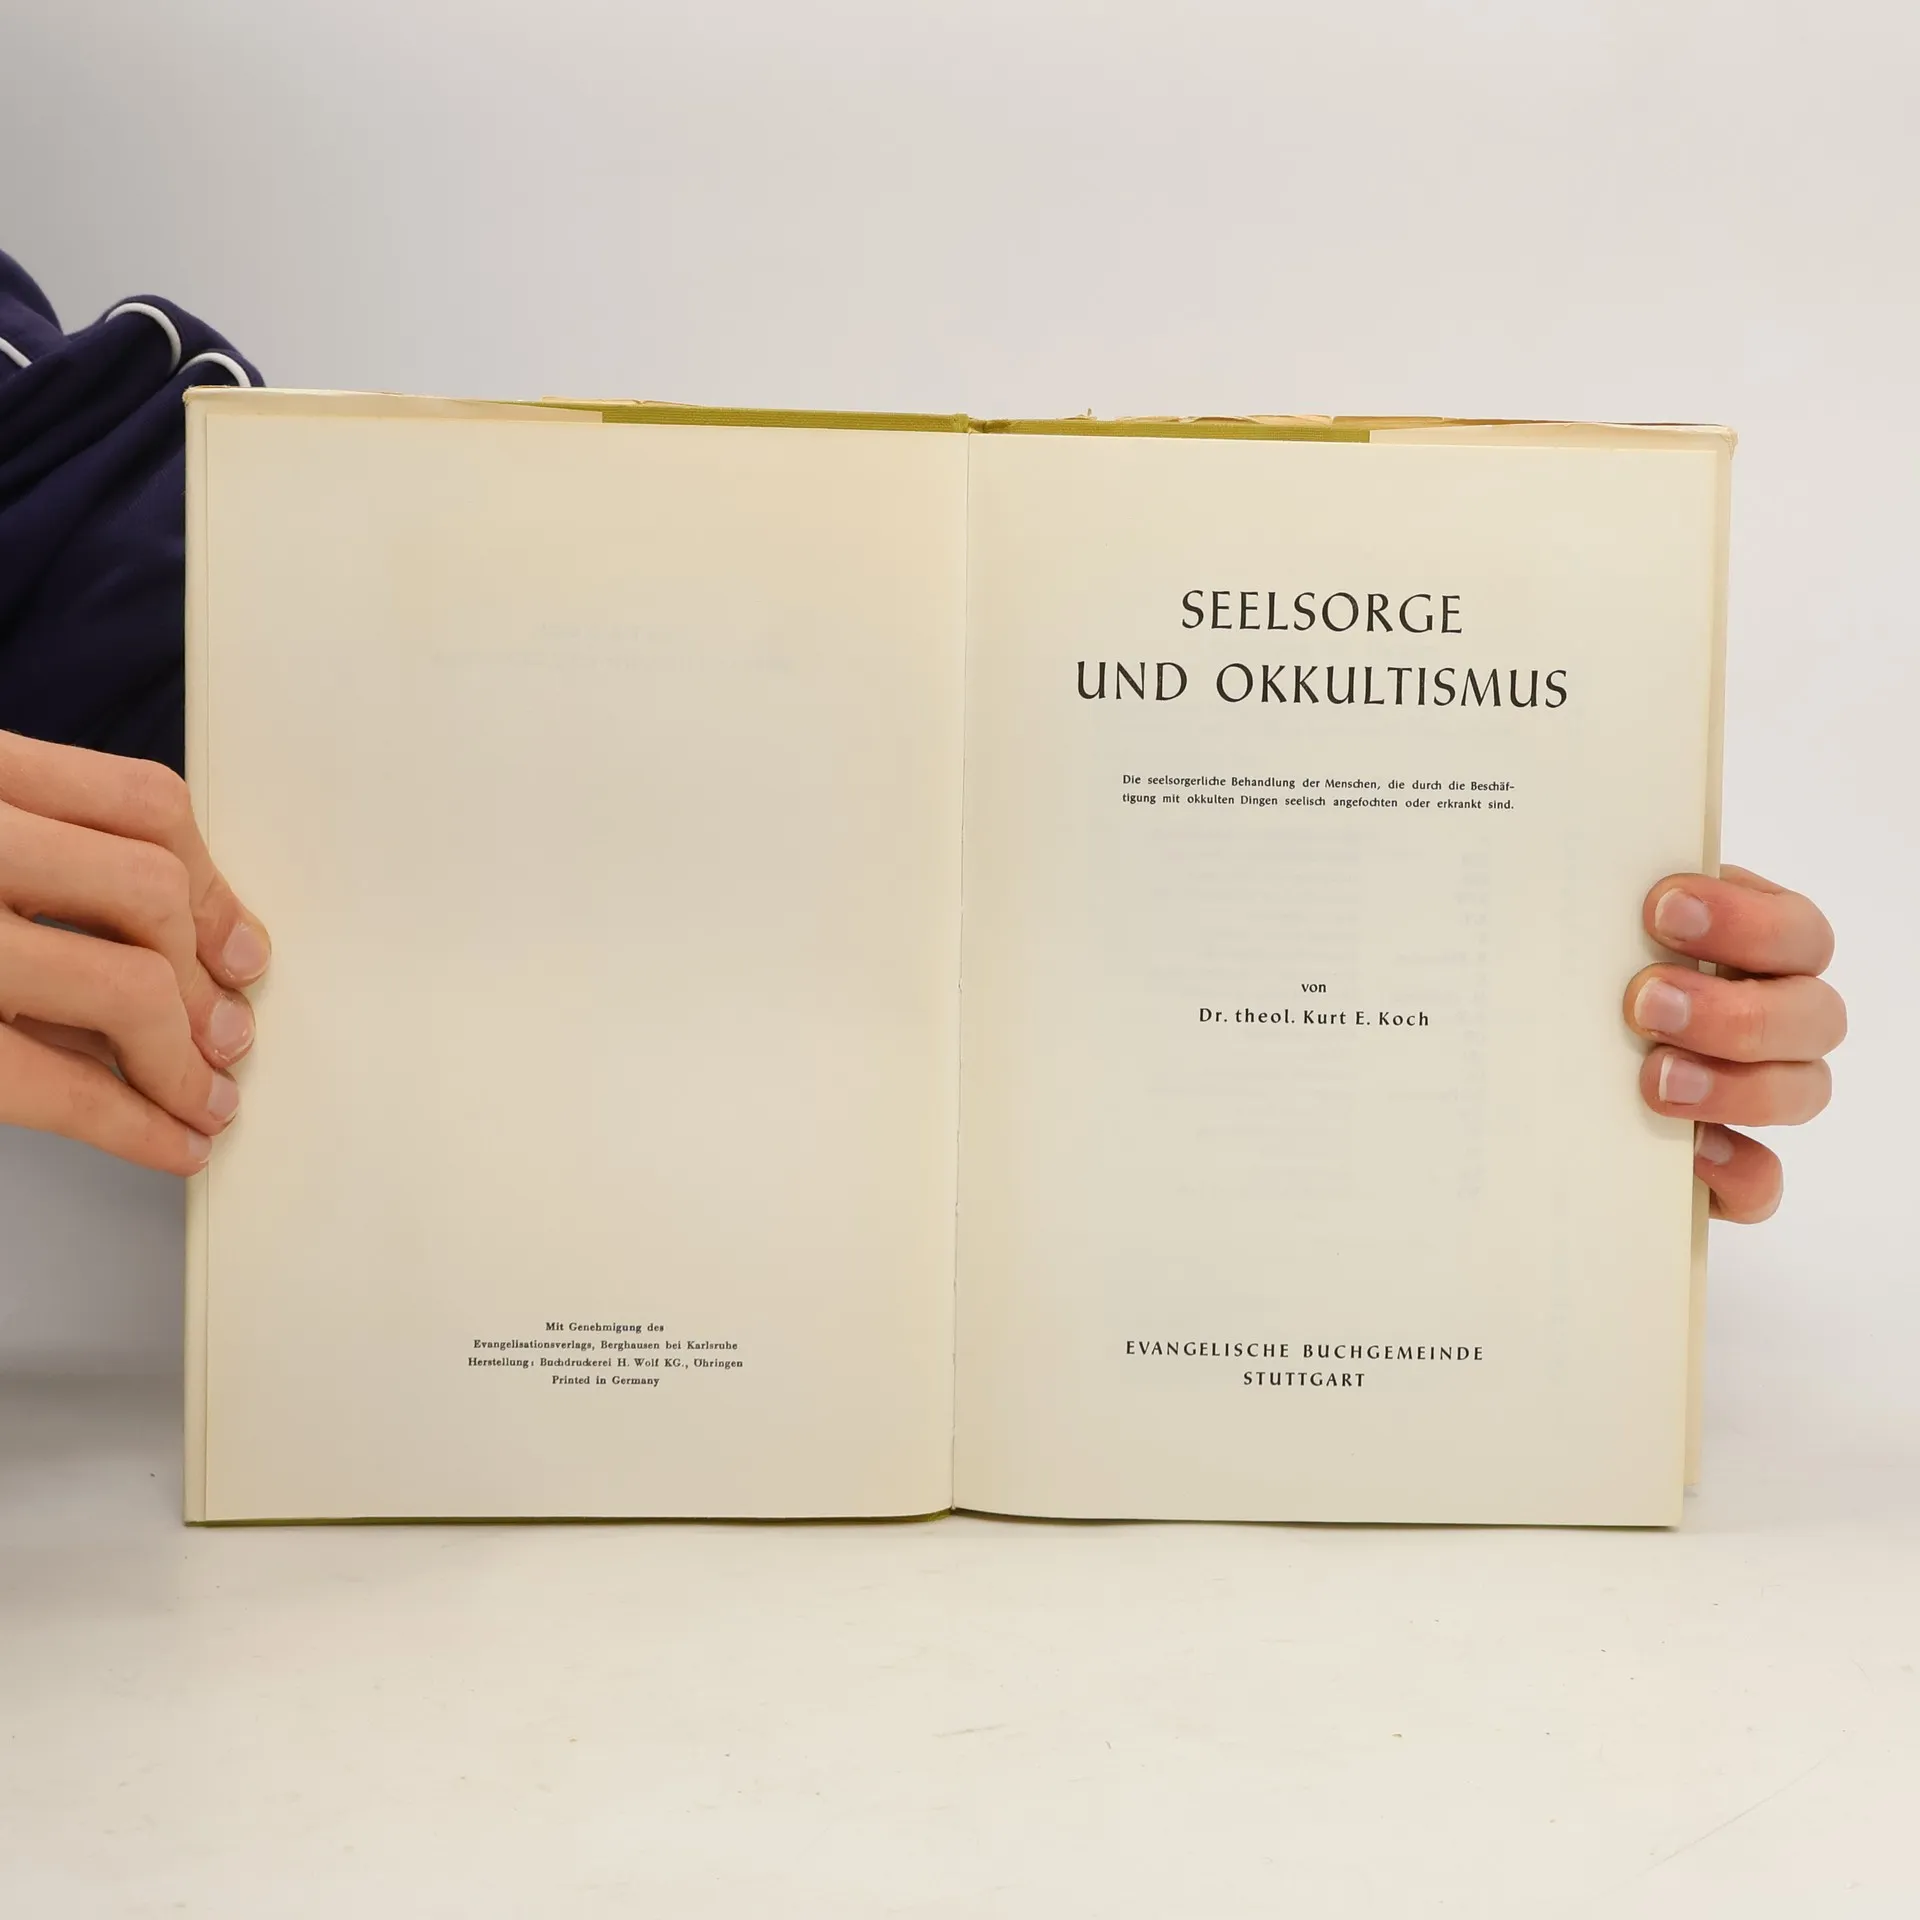 Mit Genehmigung des
Evangelisationsverlags, Berghausen bei Karlsruhe
Herstellung: Buchdruckerei H. Wolf KG., Öhringen
Printed in Germany
SEELSORGE
UND OKKULTISMUS
Die seelsorgerliche Behandlung der Menschen, die durch die Beschäf-
tigung mit okkulten Dingen seelisch angefochten oder erkrankt sind.
von
Dr. theol. Kurt E. Koch
EVANGELISCHE BUCHGEMEINDE
STUTTGART